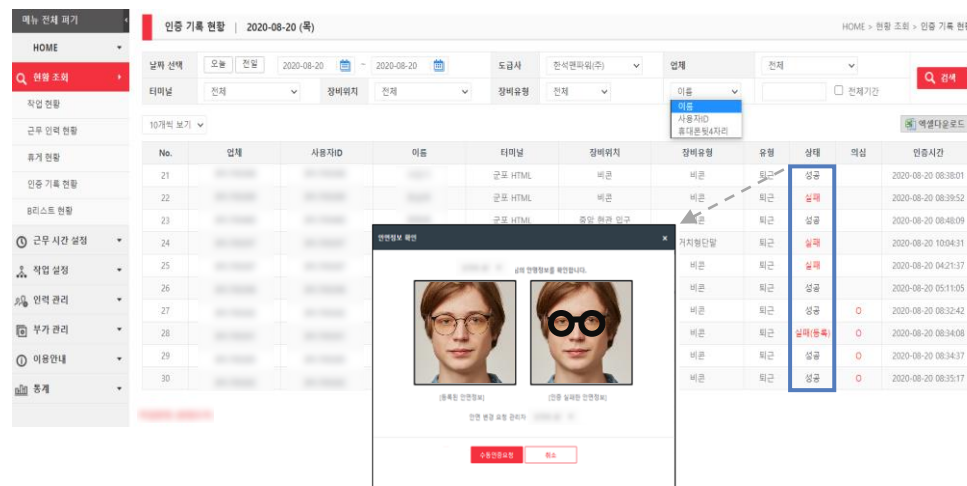 메뉴 전체 펴기
인증 기록 현황 | 2020-08-20 (목)
HOME > 현황 조회 > 인증 기록 현황
HOME
현황 조회
작업 현황
근무 인력 현황
휴게 현황
인증 기록 현황
B리스트 현황
근무 시간 설정
작업 설정
인력 관리
부가 관리
이용안내
통계
날짜 선택 오늘 전일 2020-08-20 ~ 2020-08-20 도급사 한석맨파워(주) 업체 전체
터미널 전체 장비위치 전체 장비유형 전체 이름 전체기간 검색
이름
사용자ID
휴대폰뒷4자리
10개씩 보기 엑셀다운로드
No. 업체 사용자ID 이름 터미널 장비위치 장비유형 유형 상태 의심 인증시간
21 군포 HTML 비콘 비콘 퇴근 성공 2020-08-20 08:38:01
22 군포 HTML 비콘 비콘 퇴근 실패 2020-08-20 08:39:52
23 군포 HTML 중앙 현관 입구 비콘 퇴근 성공 2020-08-20 08:48:09
24 거치형단말 퇴근 실패 2020-08-20 10:04:31
25 비콘 퇴근 실패 2020-08-20 04:21:37
26 비콘 퇴근 성공 2020-08-20 05:11:05
27 비콘 퇴근 성공 O 2020-08-20 08:32:42
28 비콘 퇴근 실패(등록) O 2020-08-20 08:34:08
29 비콘 퇴근 성공 O 2020-08-20 08:34:37
30 비콘 퇴근 성공 O 2020-08-20 08:35:17
안면정보 확인 ×
님의 안면정보를 확인합니다.
[등록된 안면정보] [인증 실패한 안면정보]
안면 변경 요청 관리자
수동인증요청 취소